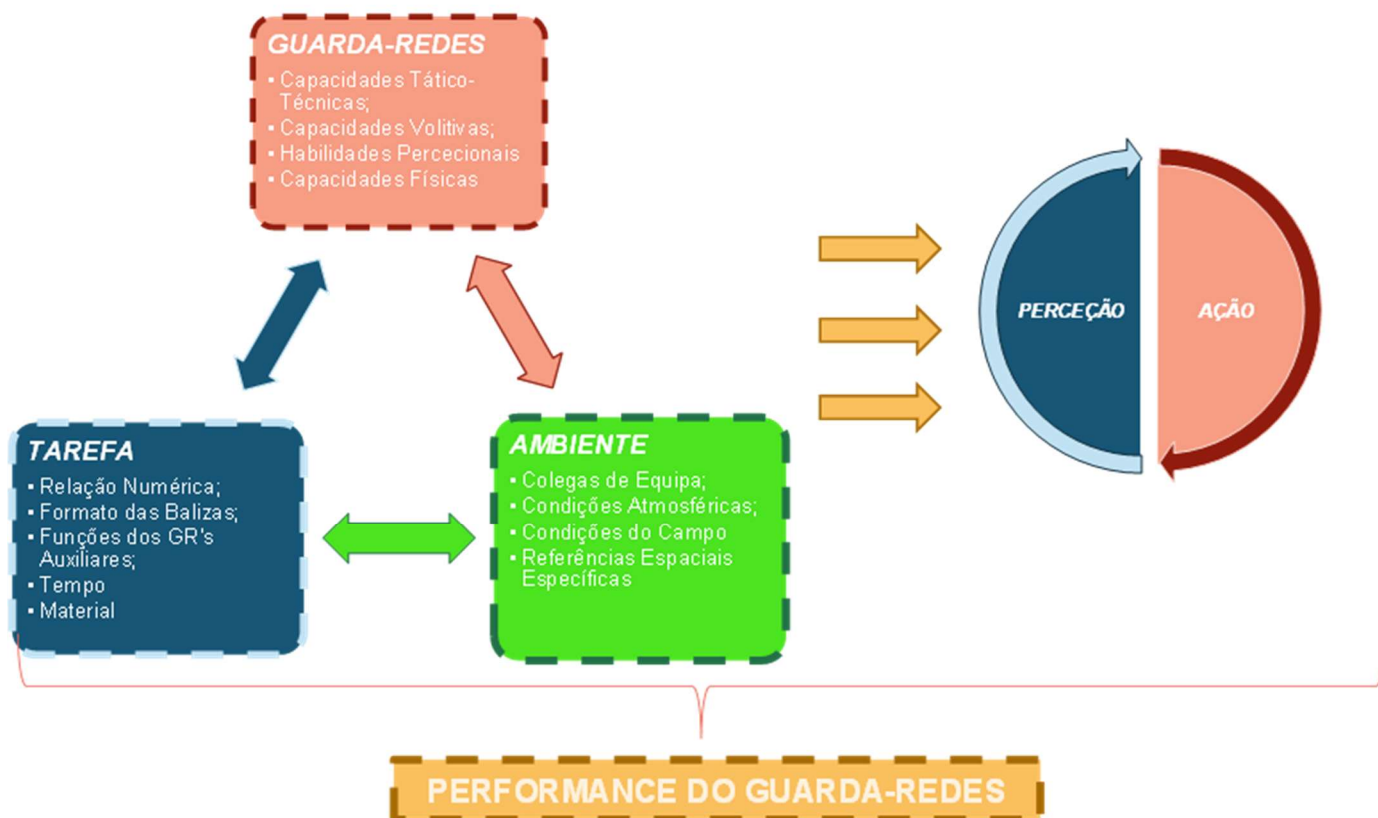 GUARDA-REDES
▪ Capacidades Tático-
Técnicas;
▪ Capacidades Volitivas;
▪ Habilidades Percecionais
▪ Capacidades Físicas
PERCEÇÃO
AÇÃO
TAREFA
▪ Relação Numérica;
▪ Formato das Balizas;
▪ Funções dos GR's
Auxiliares;
▪ Tempo
▪ Material
AMBIENTE
▪ Colegas de Equipa;
▪ Condições Atmosféricas;
▪ Condições do Campo
▪ Referências Espaciais
Específicas
PERFORMANCE DO GUARDA-REDES